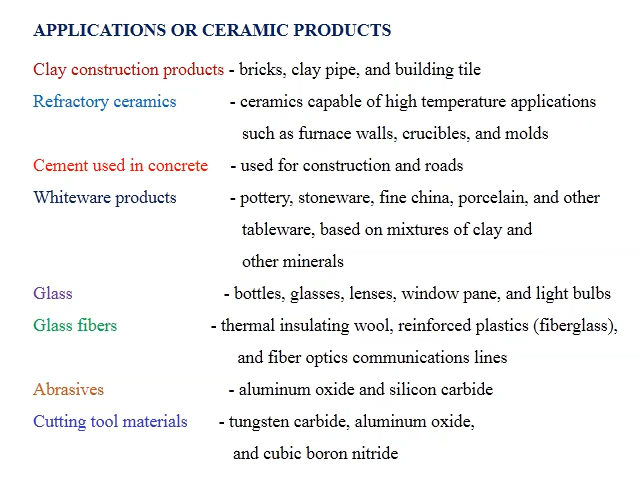 APPLICATIONS OR CERAMIC PRODUCTS
Clay construction products - bricks, clay pipe, and building tile
Refractory ceramics - ceramics capable of high temperature applications
such as furnace walls, crucibles, and molds
Cement used in concrete - used for construction and roads
Whiteware products - pottery, stoneware, fine china, porcelain, and other
tableware, based on mixtures of clay and
other minerals
Glass - bottles, glasses, lenses, window pane, and light bulbs
Glass fibers - thermal insulating wool, reinforced plastics (fiberglass),
and fiber optics communications lines
Abrasives - aluminum oxide and silicon carbide
Cutting tool materials - tungsten carbide, aluminum oxide,
and cubic boron nitride